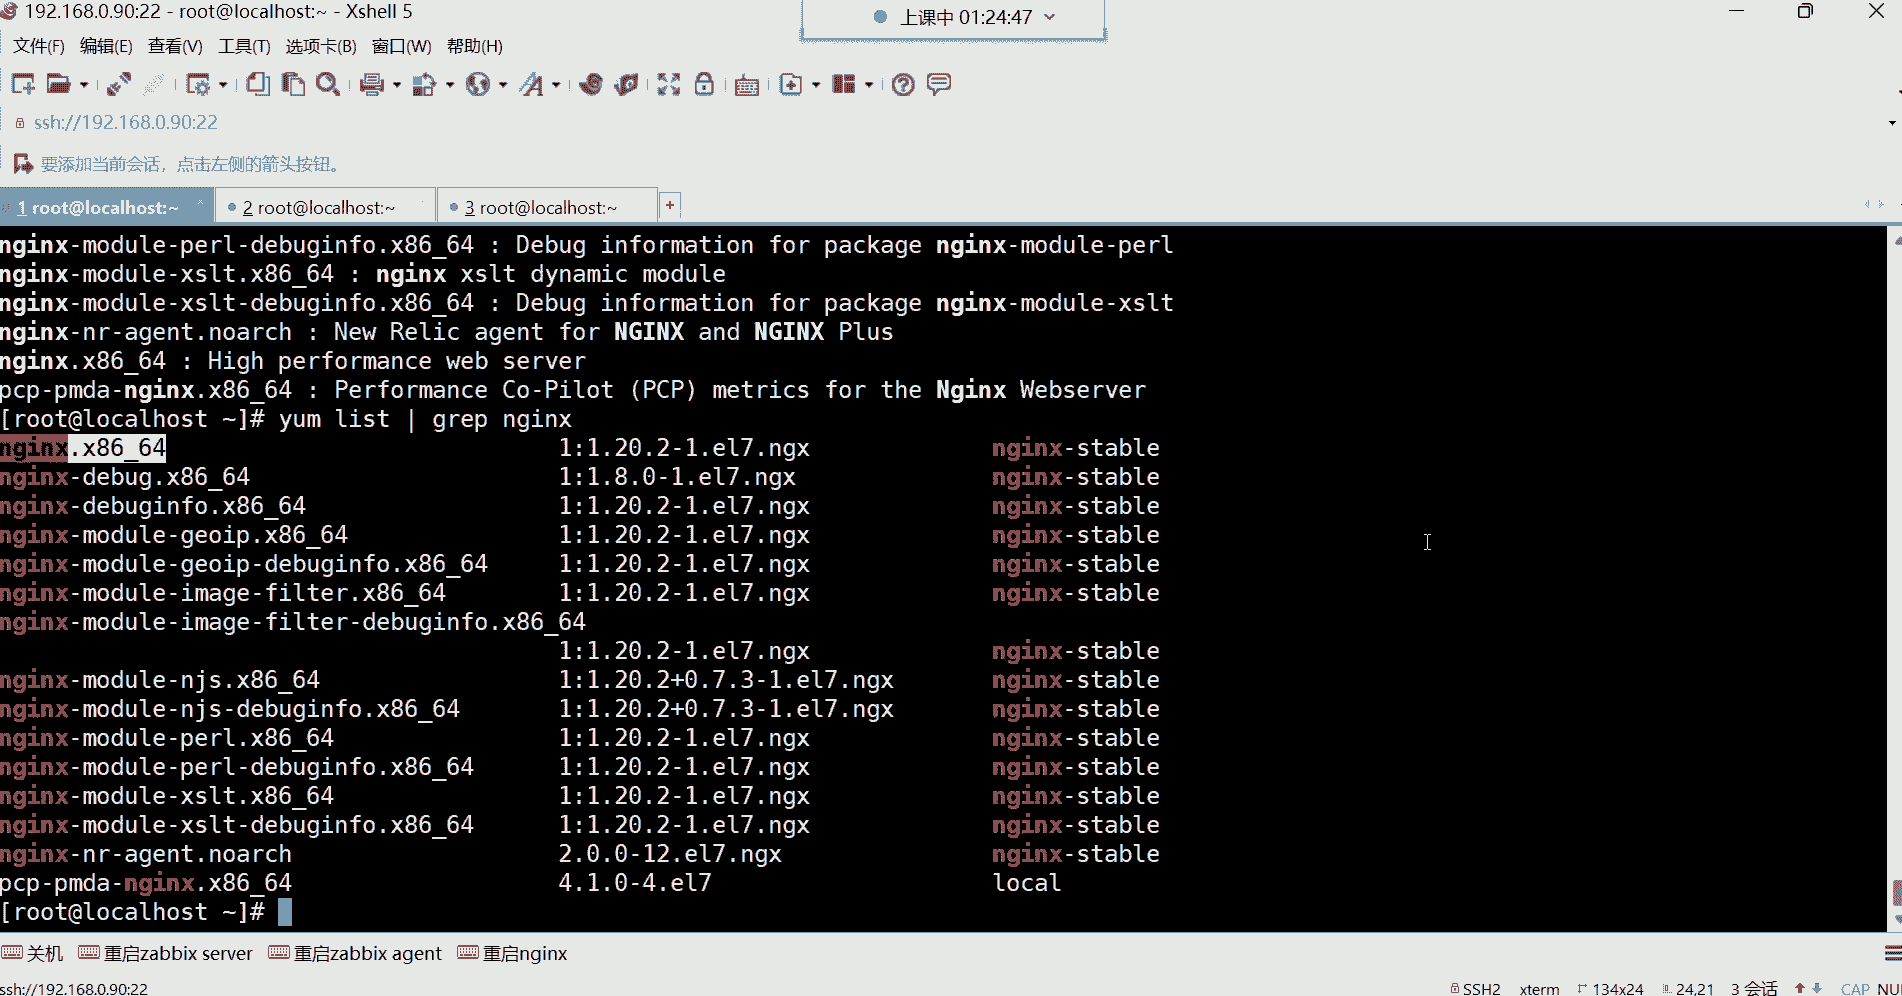 192.168.0.90:22 - root@localhost:~ - Xshell 5
上课中 01:24:47
文件(F) 编辑(E) 查看(V) 工具(T) 选项卡(B) 窗口(W) 帮助(H)
ssh://192.168.0.90:22
要添加当前会话，点击左侧的箭头按钮。
1 root@localhost:~ 2 root@localhost:~ 3 root@localhost:~ +
nginx-module-perl-debuginfo.x86_64 : Debug information for package nginx-module-perl
nginx-module-xslt.x86_64 : nginx xslt dynamic module
nginx-module-xslt-debuginfo.x86_64 : Debug information for package nginx-module-xslt
nginx-nr-agent.noarch : New Relic agent for NGINX and NGINX Plus
nginx.x86_64 : High performance web server
pcp-pmda-nginx.x86_64 : Performance Co-Pilot (PCP) metrics for the Nginx Webserver
[root@localhost ~]# yum list | grep nginx
nginx.x86_64 1:1.20.2-1.el7.ngx nginx-stable
nginx-debug.x86_64 1:1.8.0-1.el7.ngx nginx-stable
nginx-debuginfo.x86_64 1:1.20.2-1.el7.ngx nginx-stable
nginx-module-geoip.x86_64 1:1.20.2-1.el7.ngx nginx-stable
nginx-module-geoip-debuginfo.x86_64 1:1.20.2-1.el7.ngx nginx-stable
nginx-module-image-filter.x86_64 1:1.20.2-1.el7.ngx nginx-stable
nginx-module-image-filter-debuginfo.x86_64
1:1.20.2-1.el7.ngx nginx-stable
nginx-module-njs.x86_64 1:1.20.2+0.7.3-1.el7.ngx nginx-stable
nginx-module-njs-debuginfo.x86_64 1:1.20.2+0.7.3-1.el7.ngx nginx-stable
nginx-module-perl.x86_64 1:1.20.2-1.el7.ngx nginx-stable
nginx-module-perl-debuginfo.x86_64 1:1.20.2-1.el7.ngx nginx-stable
nginx-module-xslt.x86_64 1:1.20.2-1.el7.ngx nginx-stable
nginx-module-xslt-debuginfo.x86_64 1:1.20.2-1.el7.ngx nginx-stable
nginx-nr-agent.noarch 2.0.0-12.el7.ngx nginx-stable
pcp-pmda-nginx.x86_64 4.1.0-4.el7 local
[root@localhost ~]#
关机 重启zabbix server 重启zabbix agent 重启nginx
ssh://192.168.0.90:22 SSH2 xterm 134x24 24,21 3 会话 CAP NU